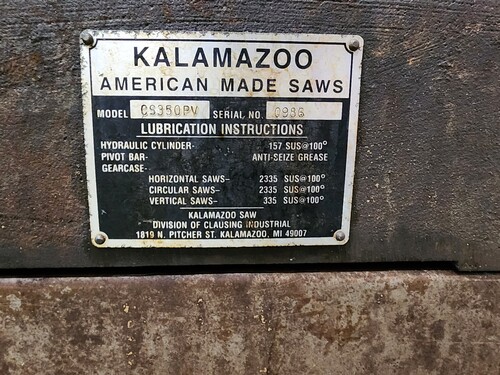 KALAMAZOO
AMERICAN MADE SAWS
MODEL CS350PV SERIAL NO. 0986
LUBRICATION INSTRUCTIONS
HYDRAULIC CYLINDER- 157 SUS@100°
PIVOT BAR- ANTI-SEIZE GREASE
GEARCASE-
HORIZONTAL SAWS- 2335 SUS@100°
CIRCULAR SAWS- 2335 SUS@100°
VERTICAL SAWS- 335 SUS@100°
KALAMAZOO SAW
DIVISION OF CLAUSING INDUSTRIAL
1819 N. PITCHER ST. KALAMAZOO, MI 49007